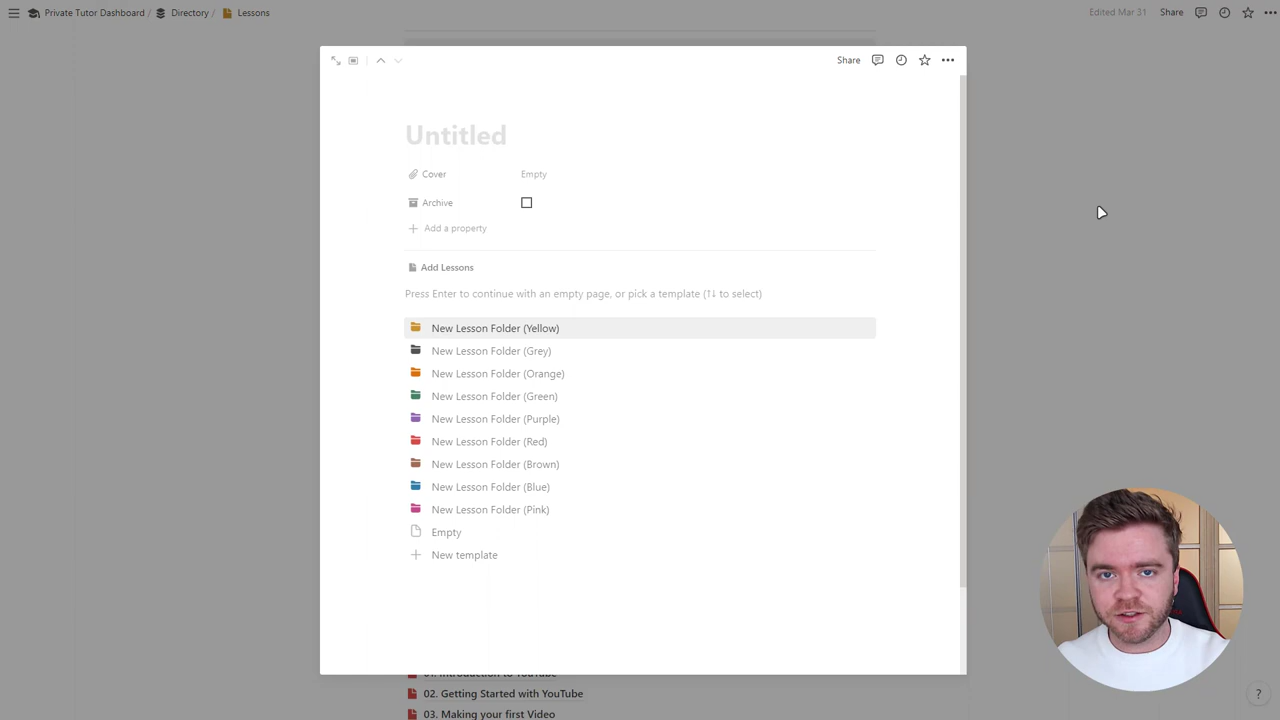 Private Tutor Dashboard / Directory / Lessons
Edited Mar 31 Share
Share
Untitled
Cover Empty
Archive
Add a property
Add Lessons
Press Enter to continue with an empty page, or pick a template (↑↓ to select)
New Lesson Folder (Yellow)
New Lesson Folder (Grey)
New Lesson Folder (Orange)
New Lesson Folder (Green)
New Lesson Folder (Purple)
New Lesson Folder (Red)
New Lesson Folder (Brown)
New Lesson Folder (Blue)
New Lesson Folder (Pink)
Empty
New template
01. Introduction to YouTube
02. Getting Started with YouTube
03. Making your first Video
?